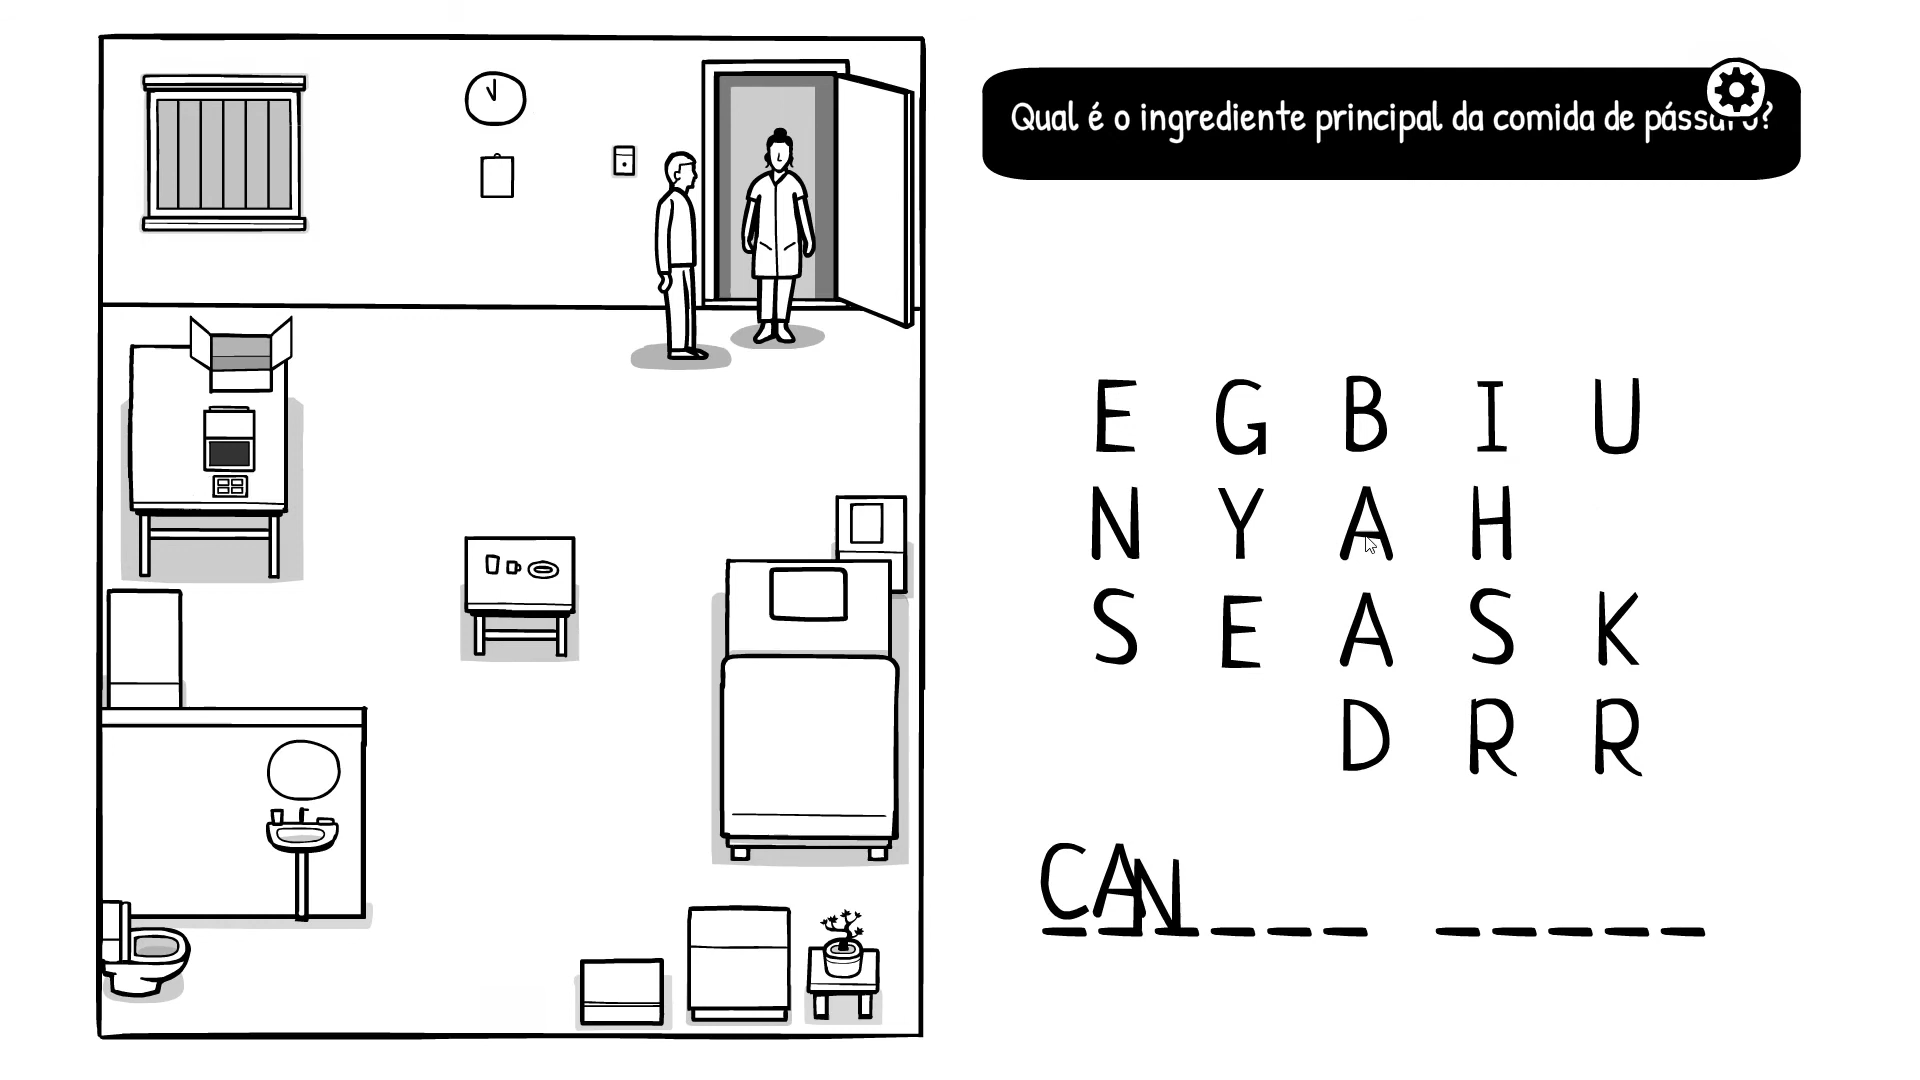 Qual é o ingrediente principal da comida de pássaro?
E G B I U
N Y A H
S E A S K
D R R
CAN